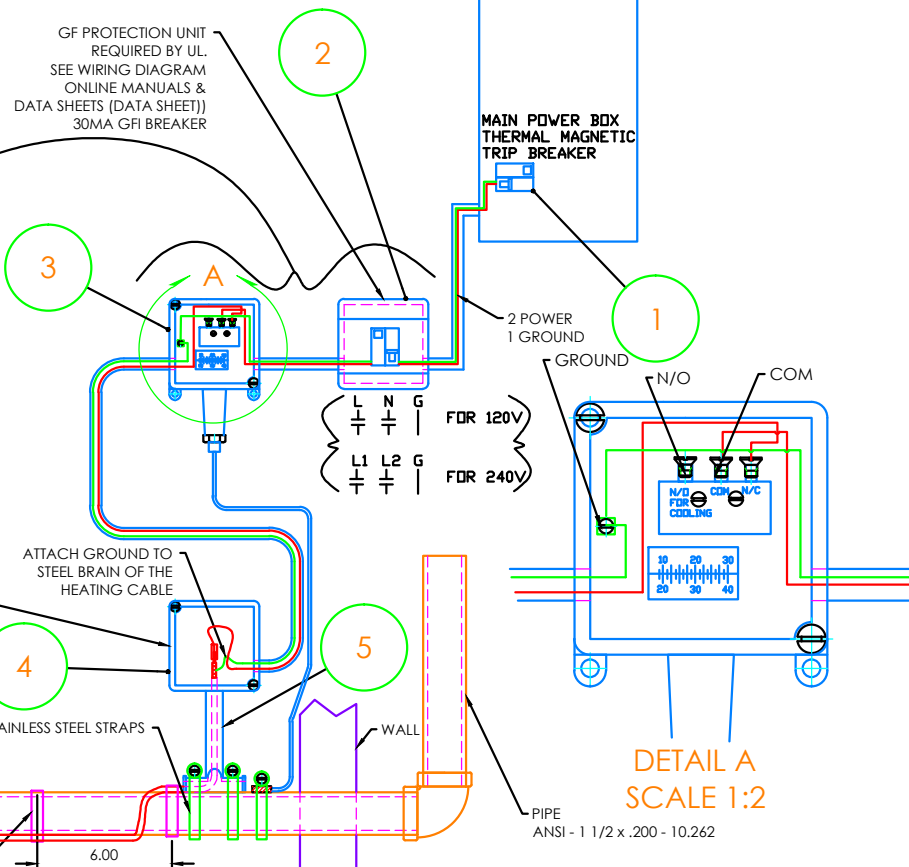 GF PROTECTION UNIT
REQUIRED BY UL.
SEE WIRING DIAGRAM
ONLINE MANUALS &
DATA SHEETS (DATA SHEET))
30MA GFI BREAKER
2
MAIN POWER BOX
THERMAL MAGNETIC
TRIP BREAKER
3
A
1
2 POWER
1 GROUND
GROUND
N/O
COM
L N G FOR 120V
L1 L2 G FOR 240V
N/O COM N/C
FOR
COOLING
10 20 30
20 30 40
ATTACH GROUND TO
STEEL BRAIN OF THE
HEATING CABLE
4
5
AINLESS STEEL STRAPS
WALL
DETAIL A
SCALE 1:2
PIPE
ANSI - 1 1/2 x .200 - 10.262
6.00